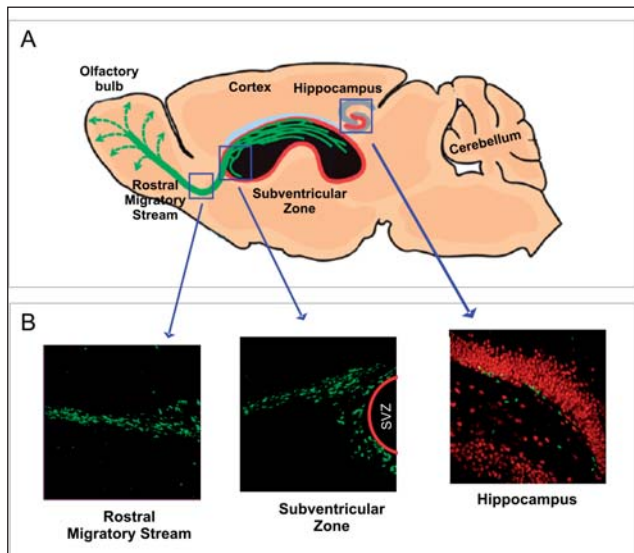 A
Olfactory
bulb
Cortex
Hippocampus
Cerebellum
Rostral
Migratory
Stream
Subventricular
Zone
B
SVZ
Rostral
Migratory Stream
Subventricular
Zone
Hippocampus